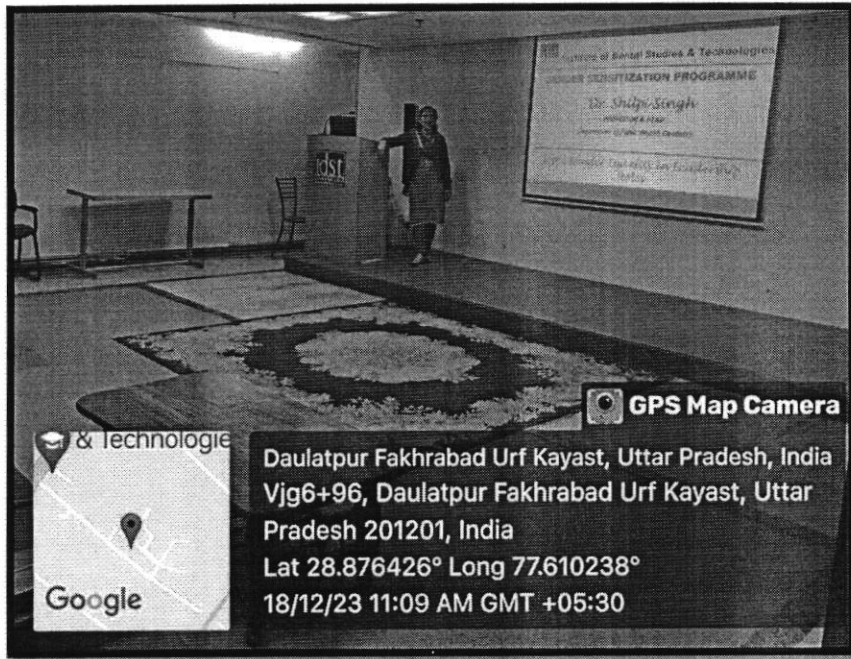 Institute of Dental Studies & Technologies
GENDER SENSITIZATION PROGRAMME
Dr. Shilpi Singh
idst
GPS Map Camera
& Technologie
Google
Daulatpur Fakhrabad Urf Kayast, Uttar Pradesh, India
Vjg6+96, Daulatpur Fakhrabad Urf Kayast, Uttar
Pradesh 201201, India
Lat 28.876426° Long 77.610238°
18/12/23 11:09 AM GMT +05:30